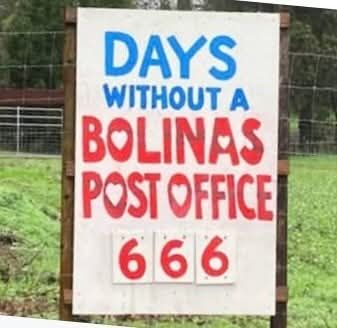 DAYS
WITHOUT A
BOLINAS
POST OFFICE
666